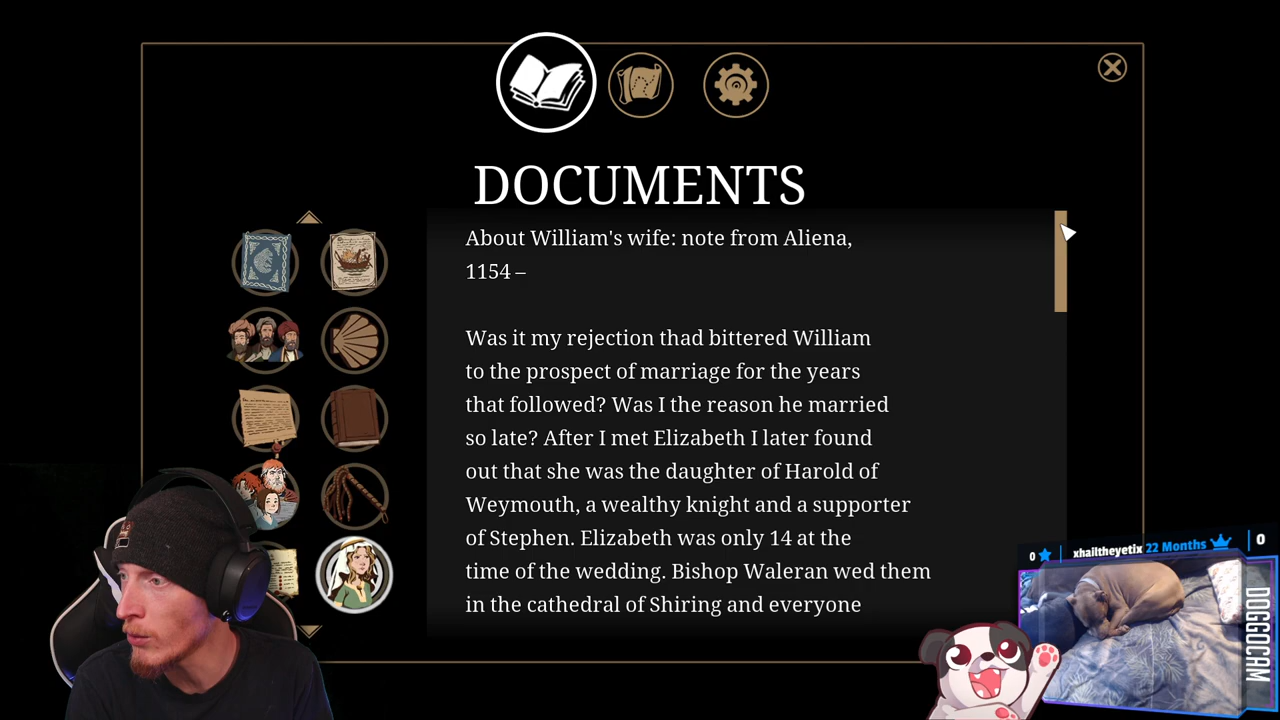 DOCUMENTS
About William's wife: note from Aliena,
1154 –
Was it my rejection thad bittered William
to the prospect of marriage for the years
that followed? Was I the reason he married
so late? After I met Elizabeth I later found
out that she was the daughter of Harold of
Weymouth, a wealthy knight and a supporter
of Stephen. Elizabeth was only 14 at the
time of the wedding. Bishop Waleran wed them
in the cathedral of Shiring and everyone
0
xhailtheyetix 22 Months
0
DOGGOCAM